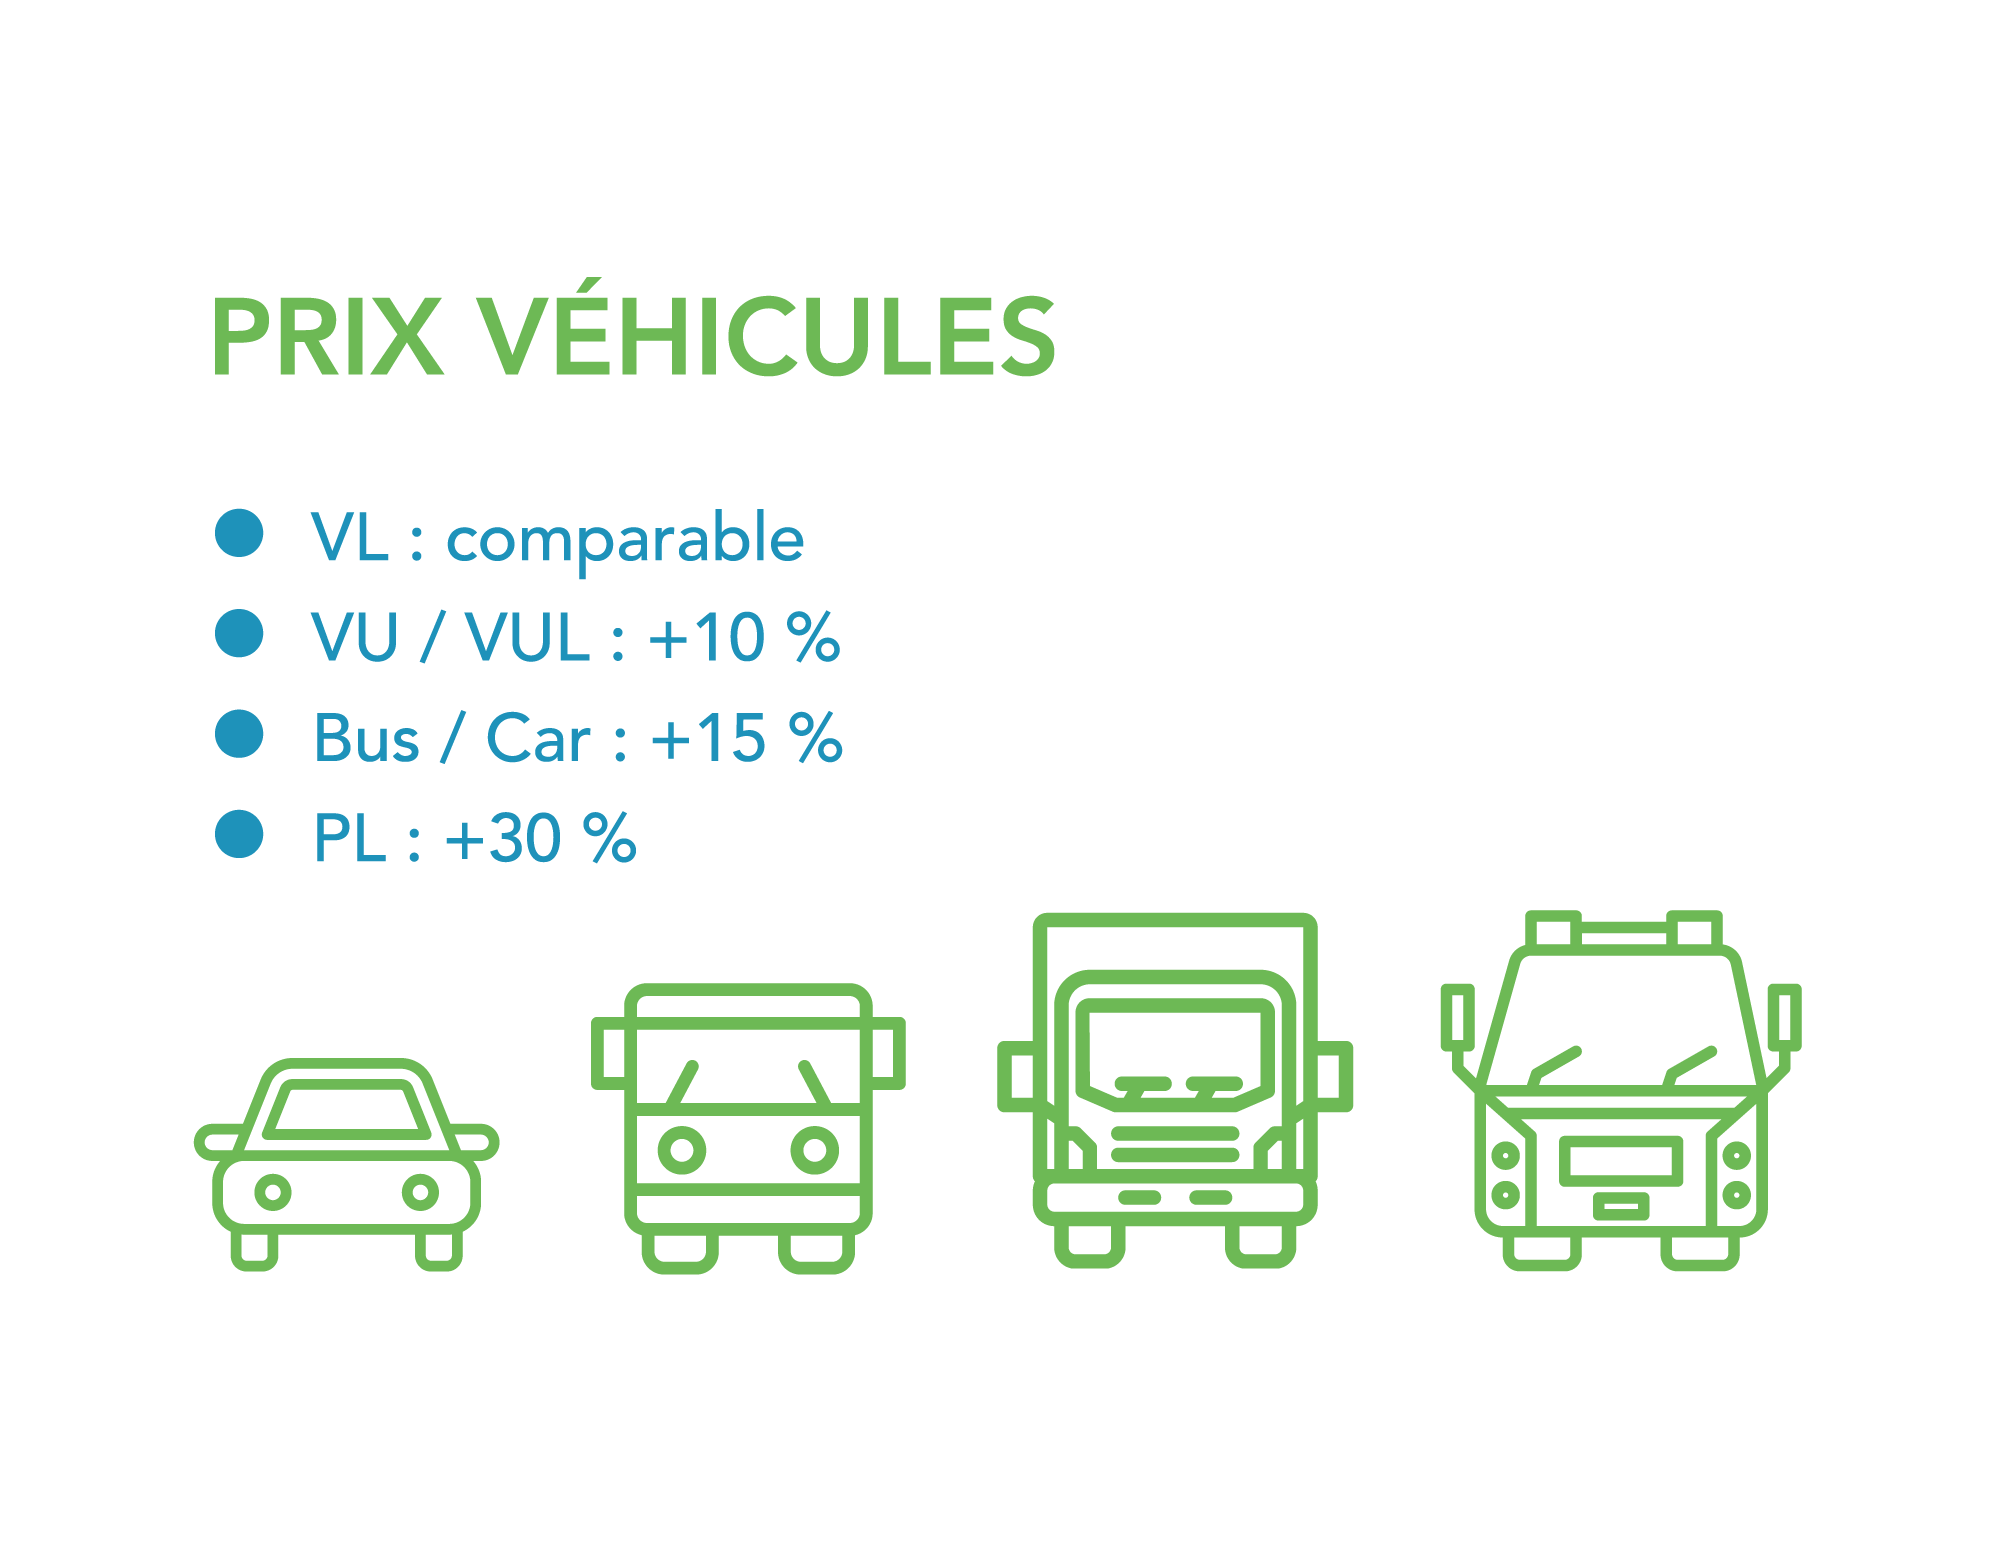 PRIX VÉHICULES
VL : comparable
VU / VUL : +10 %
Bus / Car : +15 %
PL : +30 %